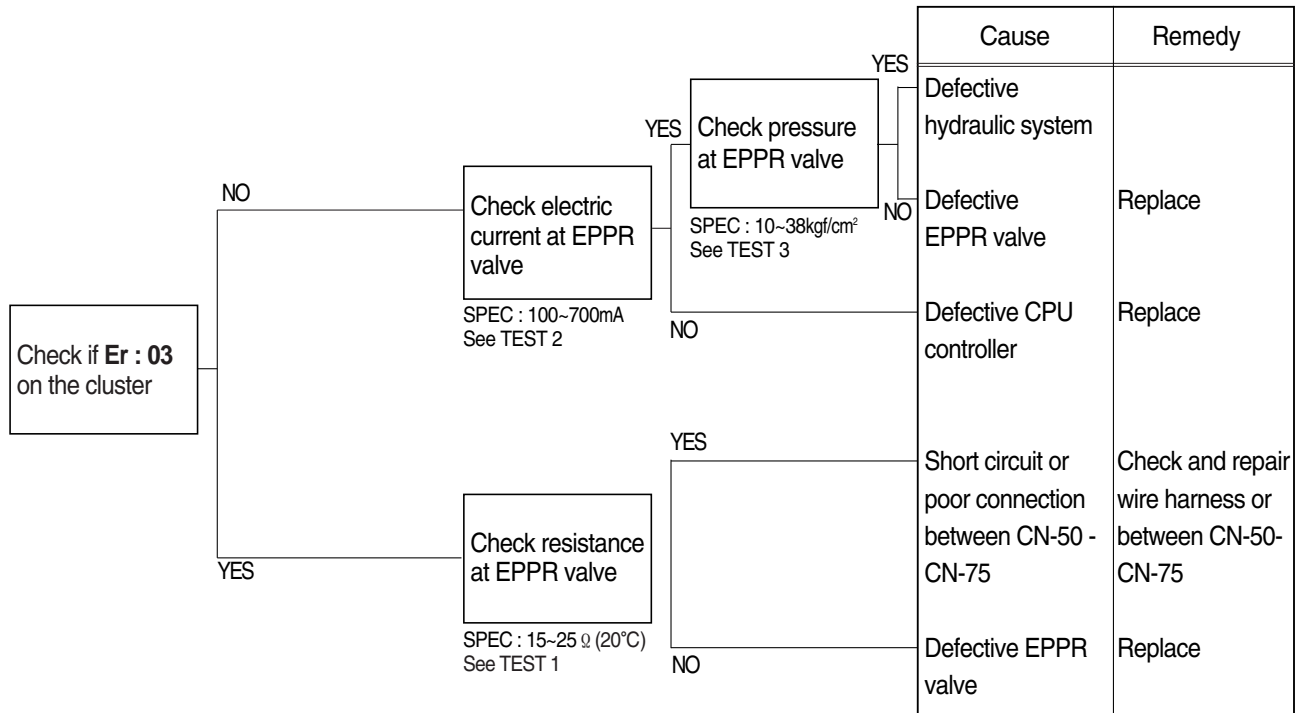 Cause
Remedy
YES
Defective
hydraulic system
YES
Check pressure
at EPPR valve
NO
Check electric
current at EPPR
valve
NO
Defective
EPPR valve
Replace
SPEC : 10~38kgf/cm²
See TEST 3
SPEC : 100~700mA
See TEST 2
NO
Defective CPU
controller
Replace
Check if Er : 03
on the cluster
YES
Short circuit or
poor connection
between CN-50 -
CN-75
Check and repair
wire harness or
between CN-50-
CN-75
YES
Check resistance
at EPPR valve
SPEC : 15~25 Ω (20°C)
See TEST 1
NO
Defective EPPR
valve
Replace